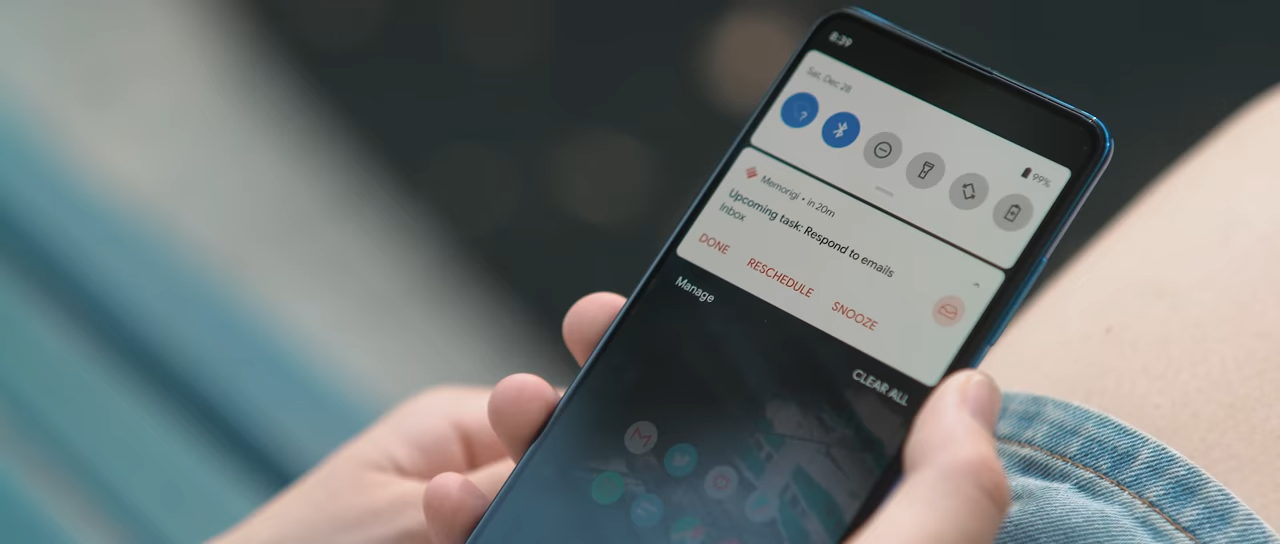 8:39
Sat, Dec 28
99%
Memorigi • in 20m
Upcoming task: Respond to emails
Inbox
DONE
RESCHEDULE
SNOOZE
Manage
CLEAR ALL